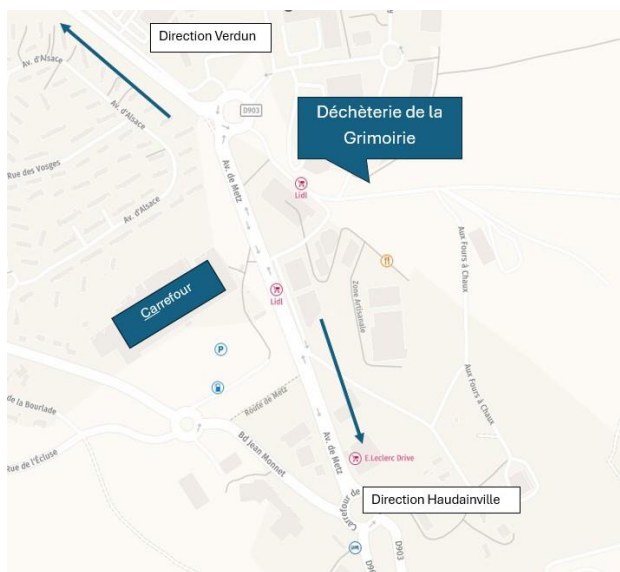 Direction Verdun
Av. d'Alsace
Av. d'Alsace
D903
Déchèterie de la
Grimoirie
Rue des Vosges
Av. de Metz
Lidl
Av. d'Alsace
Aux Fours à Chaux
Carrefour
Lidl
Zone Artisanale
P
Aux Fours à Chaux
de la Bourlade
Route de Metz
Rue de l'Écluse
Bd Jean Monnet
Av. de Metz
E.Leclerc Drive
Direction Haudainville
Carrefour de
D903